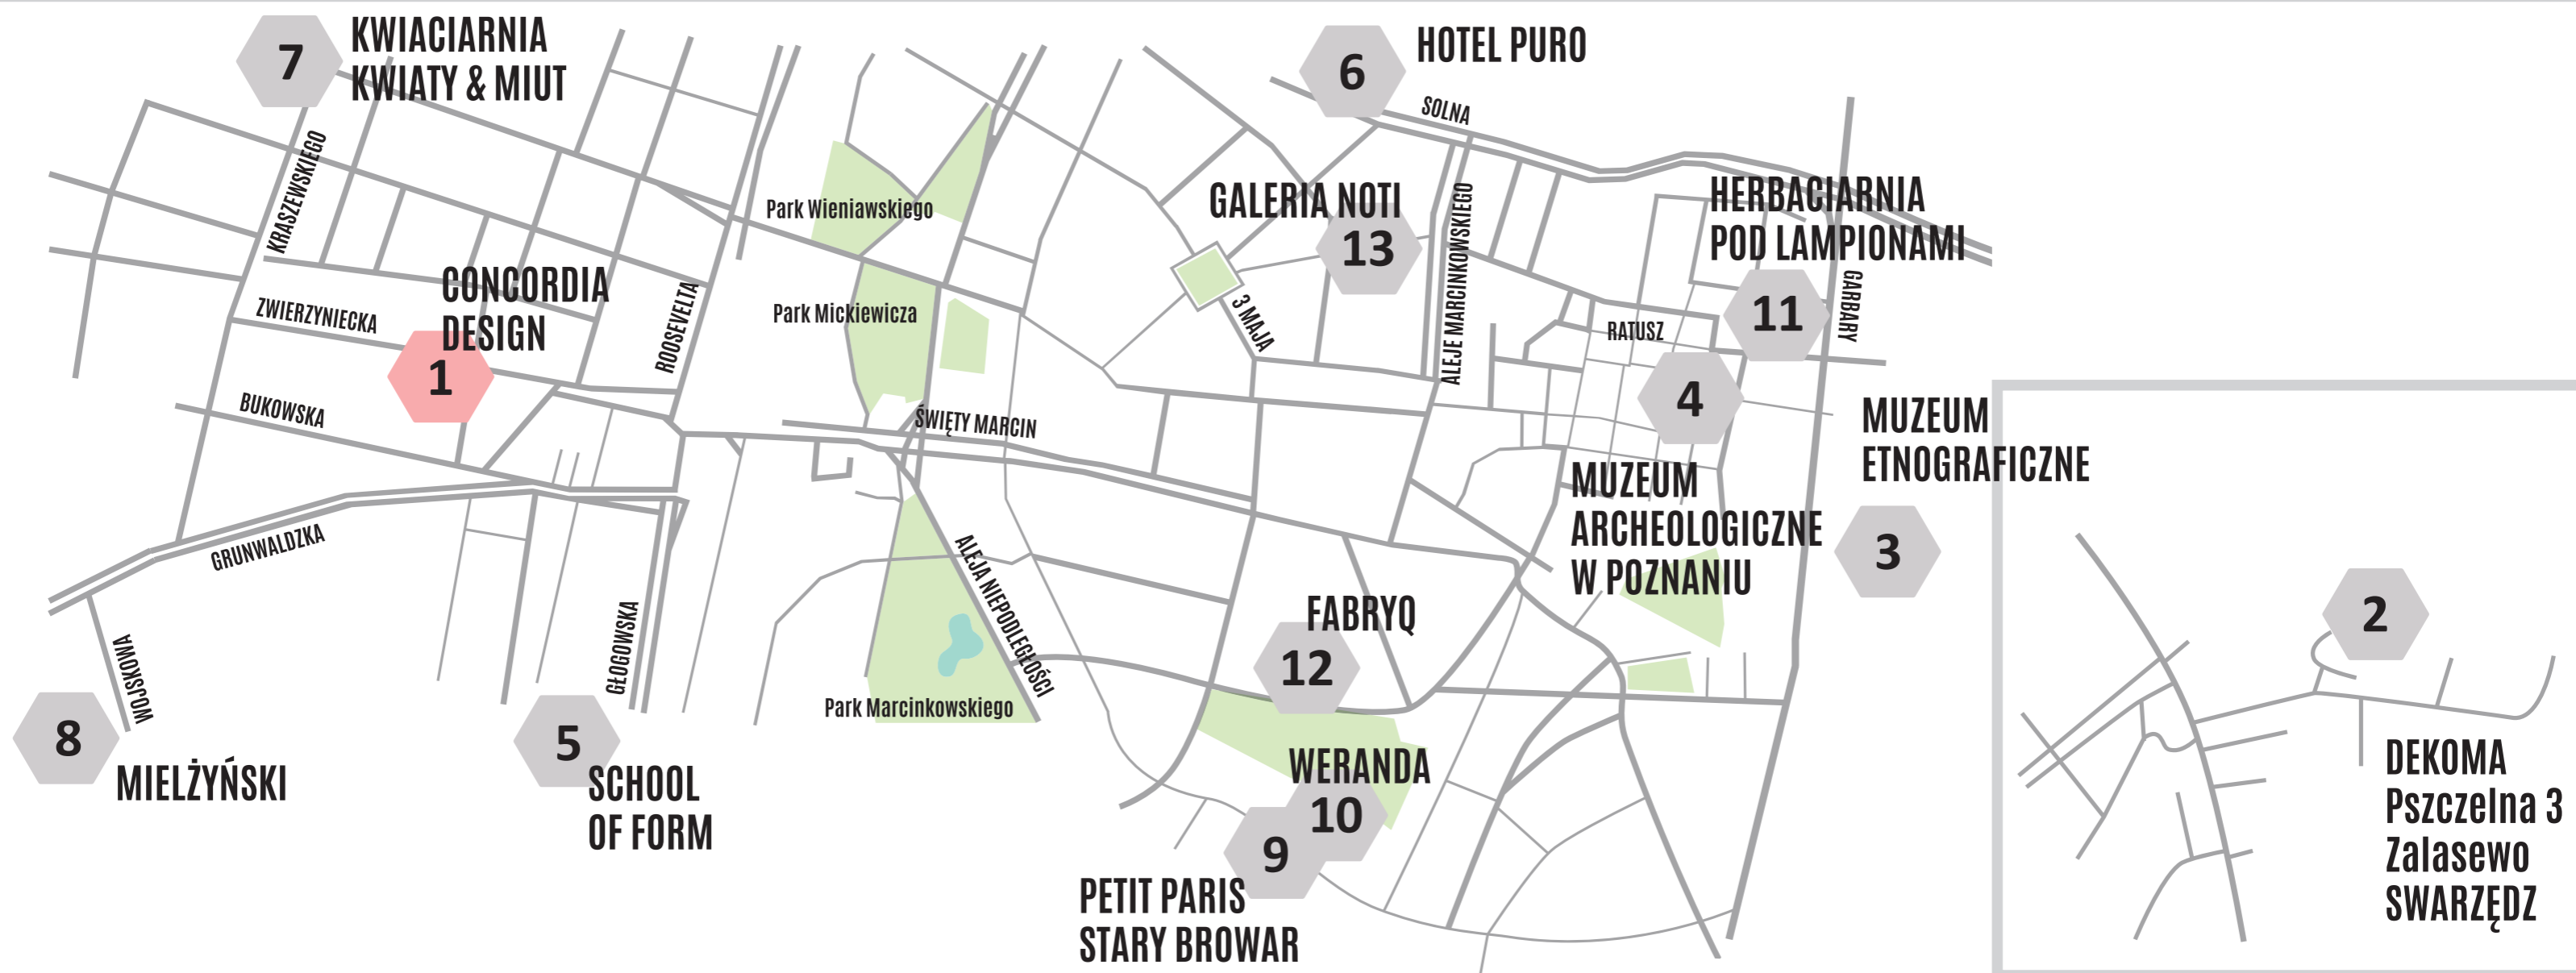 7
KWIACIARNIA
KWIATY & MIUT
6
HOTEL PURO
SOLNA
KRASZEWSKIEGO
Park Wieniawskiego
GALERIA NOTI
13
ALEJE MARCINKOWSKIEGO
HERBACIARNIA
POD LAMPIONAMI
11
GARBARY
CONCORDIA
DESIGN
1
ZWIERZYNIECKA
ROOSEVELTA
Park Mickiewicza
3 MAJA
RATUSZ
4
BUKOWSKA
ŚWIĘTY MARCIN
MUZEUM
ETNOGRAFICZNE
3
MUZEUM
ARCHEOLOGICZNE
W POZNANIU
GRUNWALDZKA
ALEJA NIEPODLEGŁOŚCI
WOJSKOWA
GŁOGOWSKA
FABRYQ
12
Park Marcinkowskiego
8
MIELŻYŃSKI
5
SCHOOL
OF FORM
WERANDA
10
9
PETIT PARIS
STARY BROWAR
2
DEKOMA
Pszczelna 3
Zalasewo
SWARZĘDZ